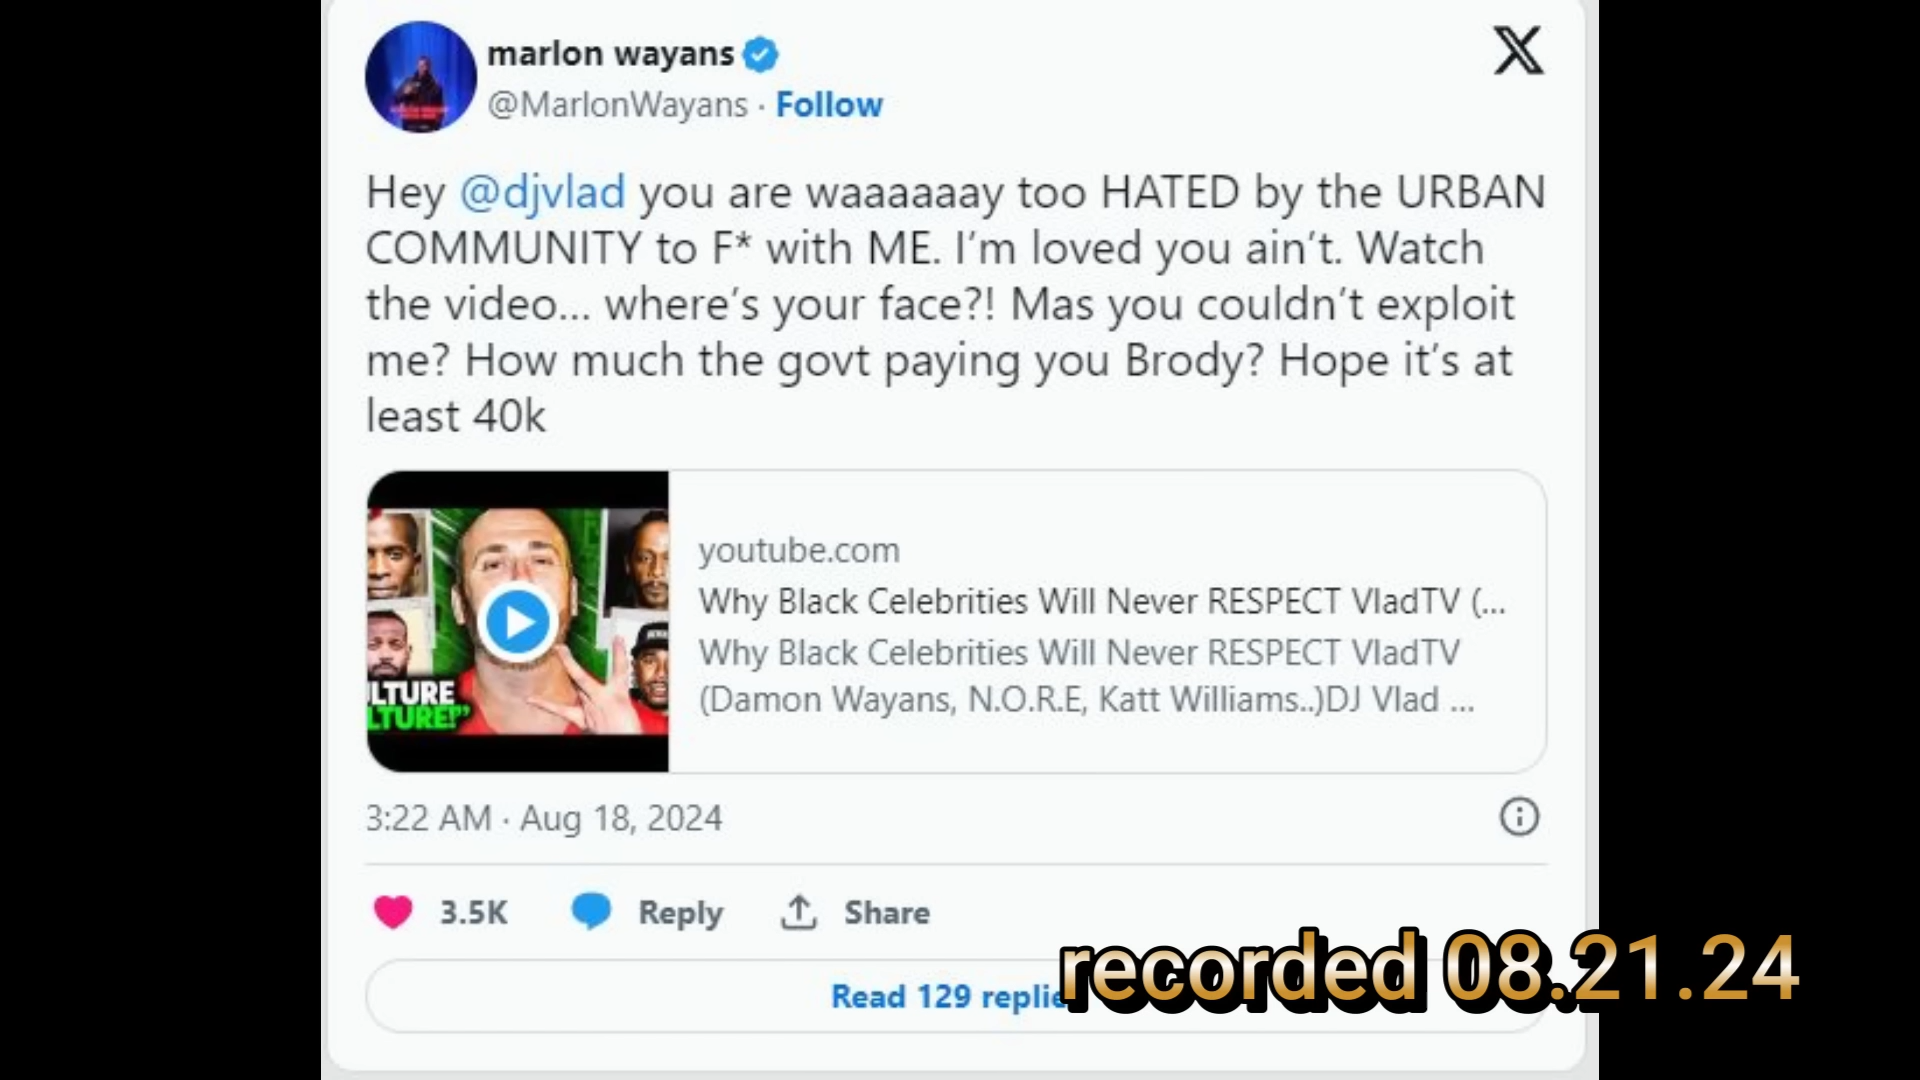 marlon wayans
@MarlonWayans · Follow
Hey @djvlad you are waaaaaay too HATED by the URBAN
COMMUNITY to F* with ME. I’m loved you ain’t. Watch
the video... where’s your face?! Mas you couldn’t exploit
me? How much the govt paying you Brody? Hope it’s at
least 40k
LTURE
LTURE!”
youtube.com
Why Black Celebrities Will Never RESPECT VladTV (...
Why Black Celebrities Will Never RESPECT VladTV
(Damon Wayans, N.O.R.E, Katt Williams..)DJ Vlad ...
3:22 AM · Aug 18, 2024
3.5K Reply Share
Read 129 replie
recorded 08.21.24